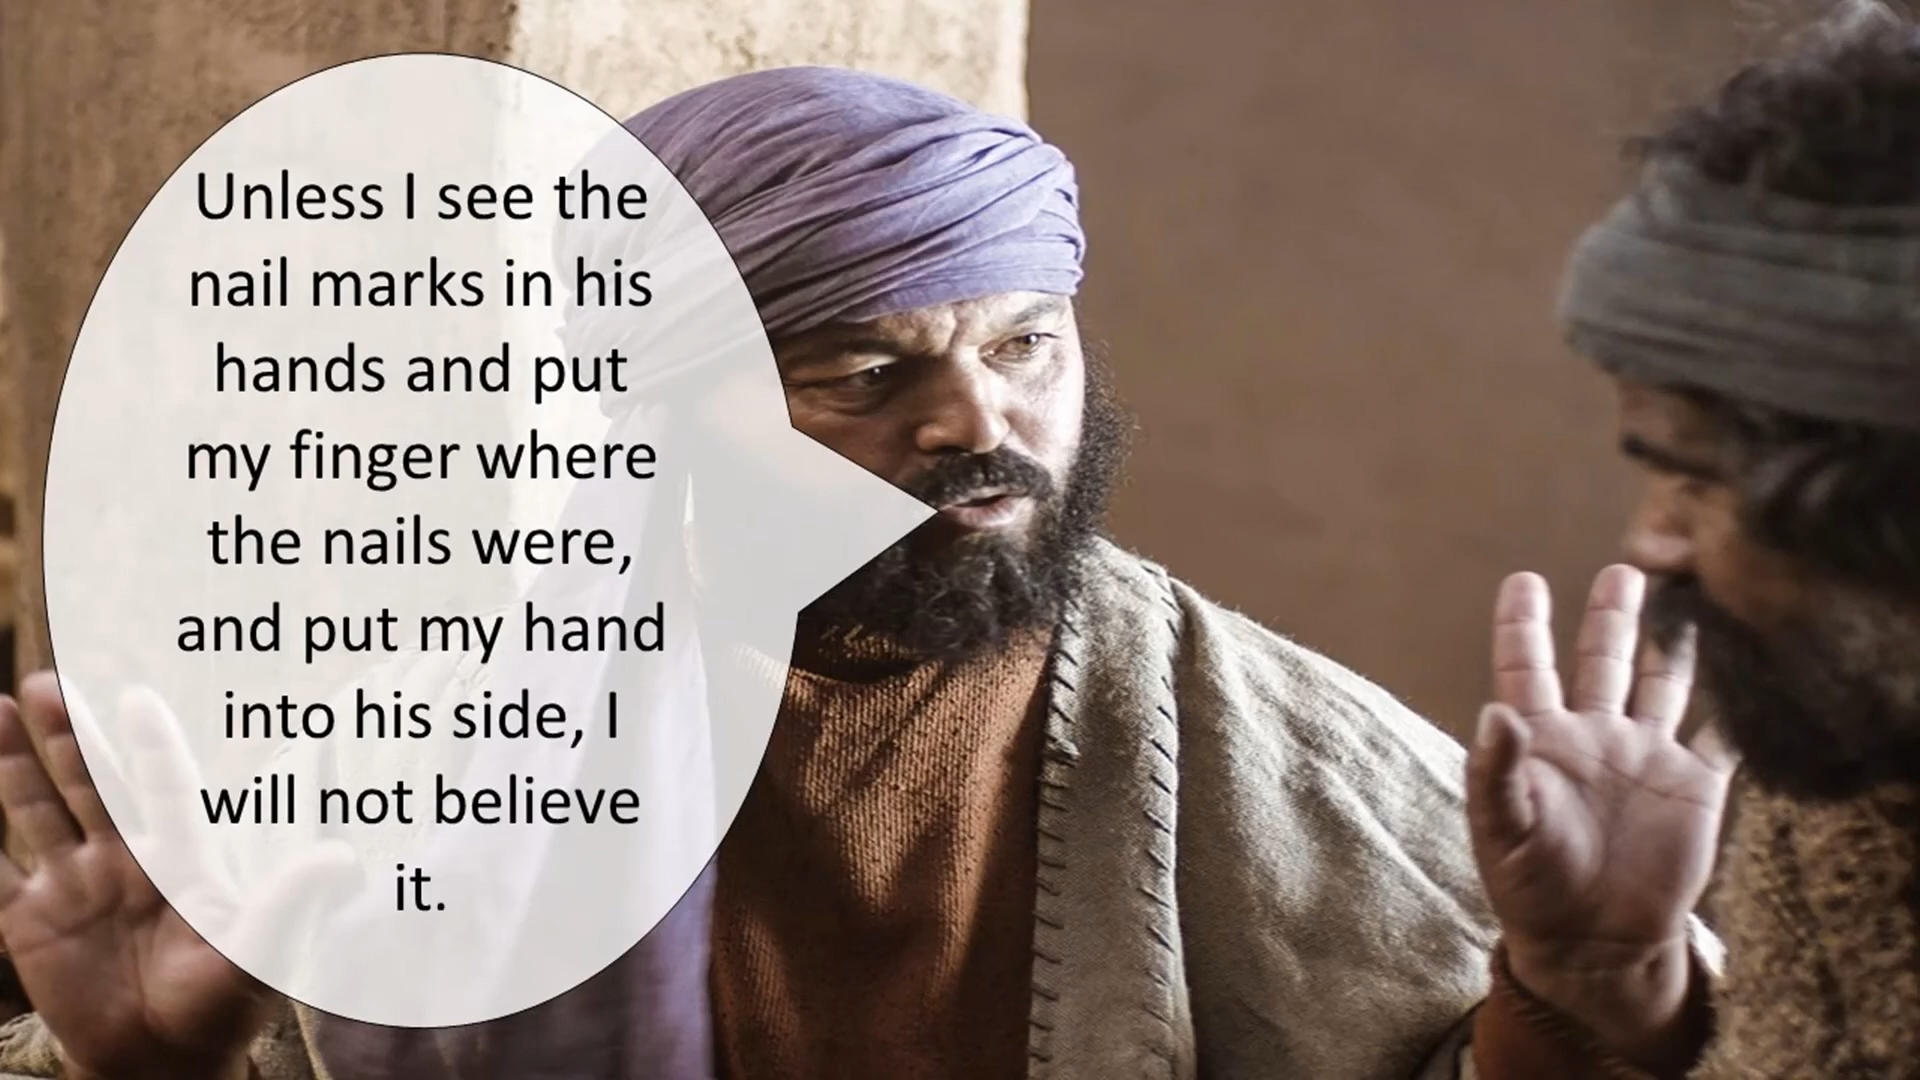 Unless I see the
nail marks in his
hands and put
my finger where
the nails were,
and put my hand
into his side, I
will not believe
it.